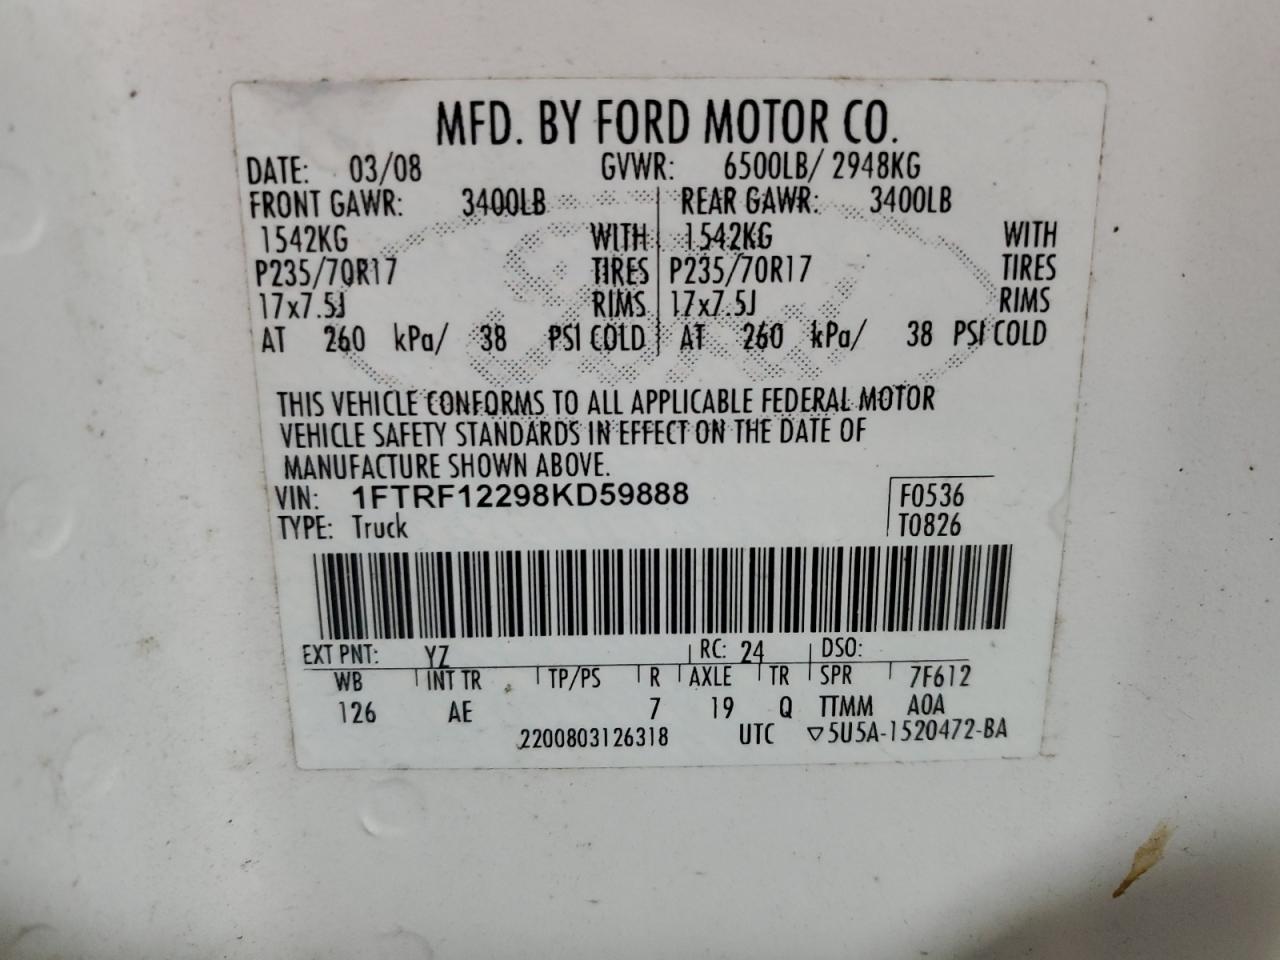 MFD. BY FORD MOTOR CO.
DATE: 03/08 GVWR: 6500LB/ 2948KG
FRONT GAWR: 3400LB REAR GAWR: 3400LB
1542KG WITH 1542KG WITH
P235/70R17 TIRES P235/70R17 TIRES
17x7.5J RIMS 17x7.5J RIMS
AT 260 kPa/ 38 PSI COLD AT 260 kPa/ 38 PSI COLD
THIS VEHICLE CONFORMS TO ALL APPLICABLE FEDERAL MOTOR
VEHICLE SAFETY STANDARDS IN EFFECT ON THE DATE OF
MANUFACTURE SHOWN ABOVE.
VIN: 1FTRF12298KD59888 F0536
TYPE: Truck T0826
EXT PNT: YZ RC: 24 DSO:
WB INT TR TP/PS R AXLE TR SPR 7F612
126 AE 7 19 Q TTMM A0A
2200803126318 UTC ▽5U5A-1520472-BA